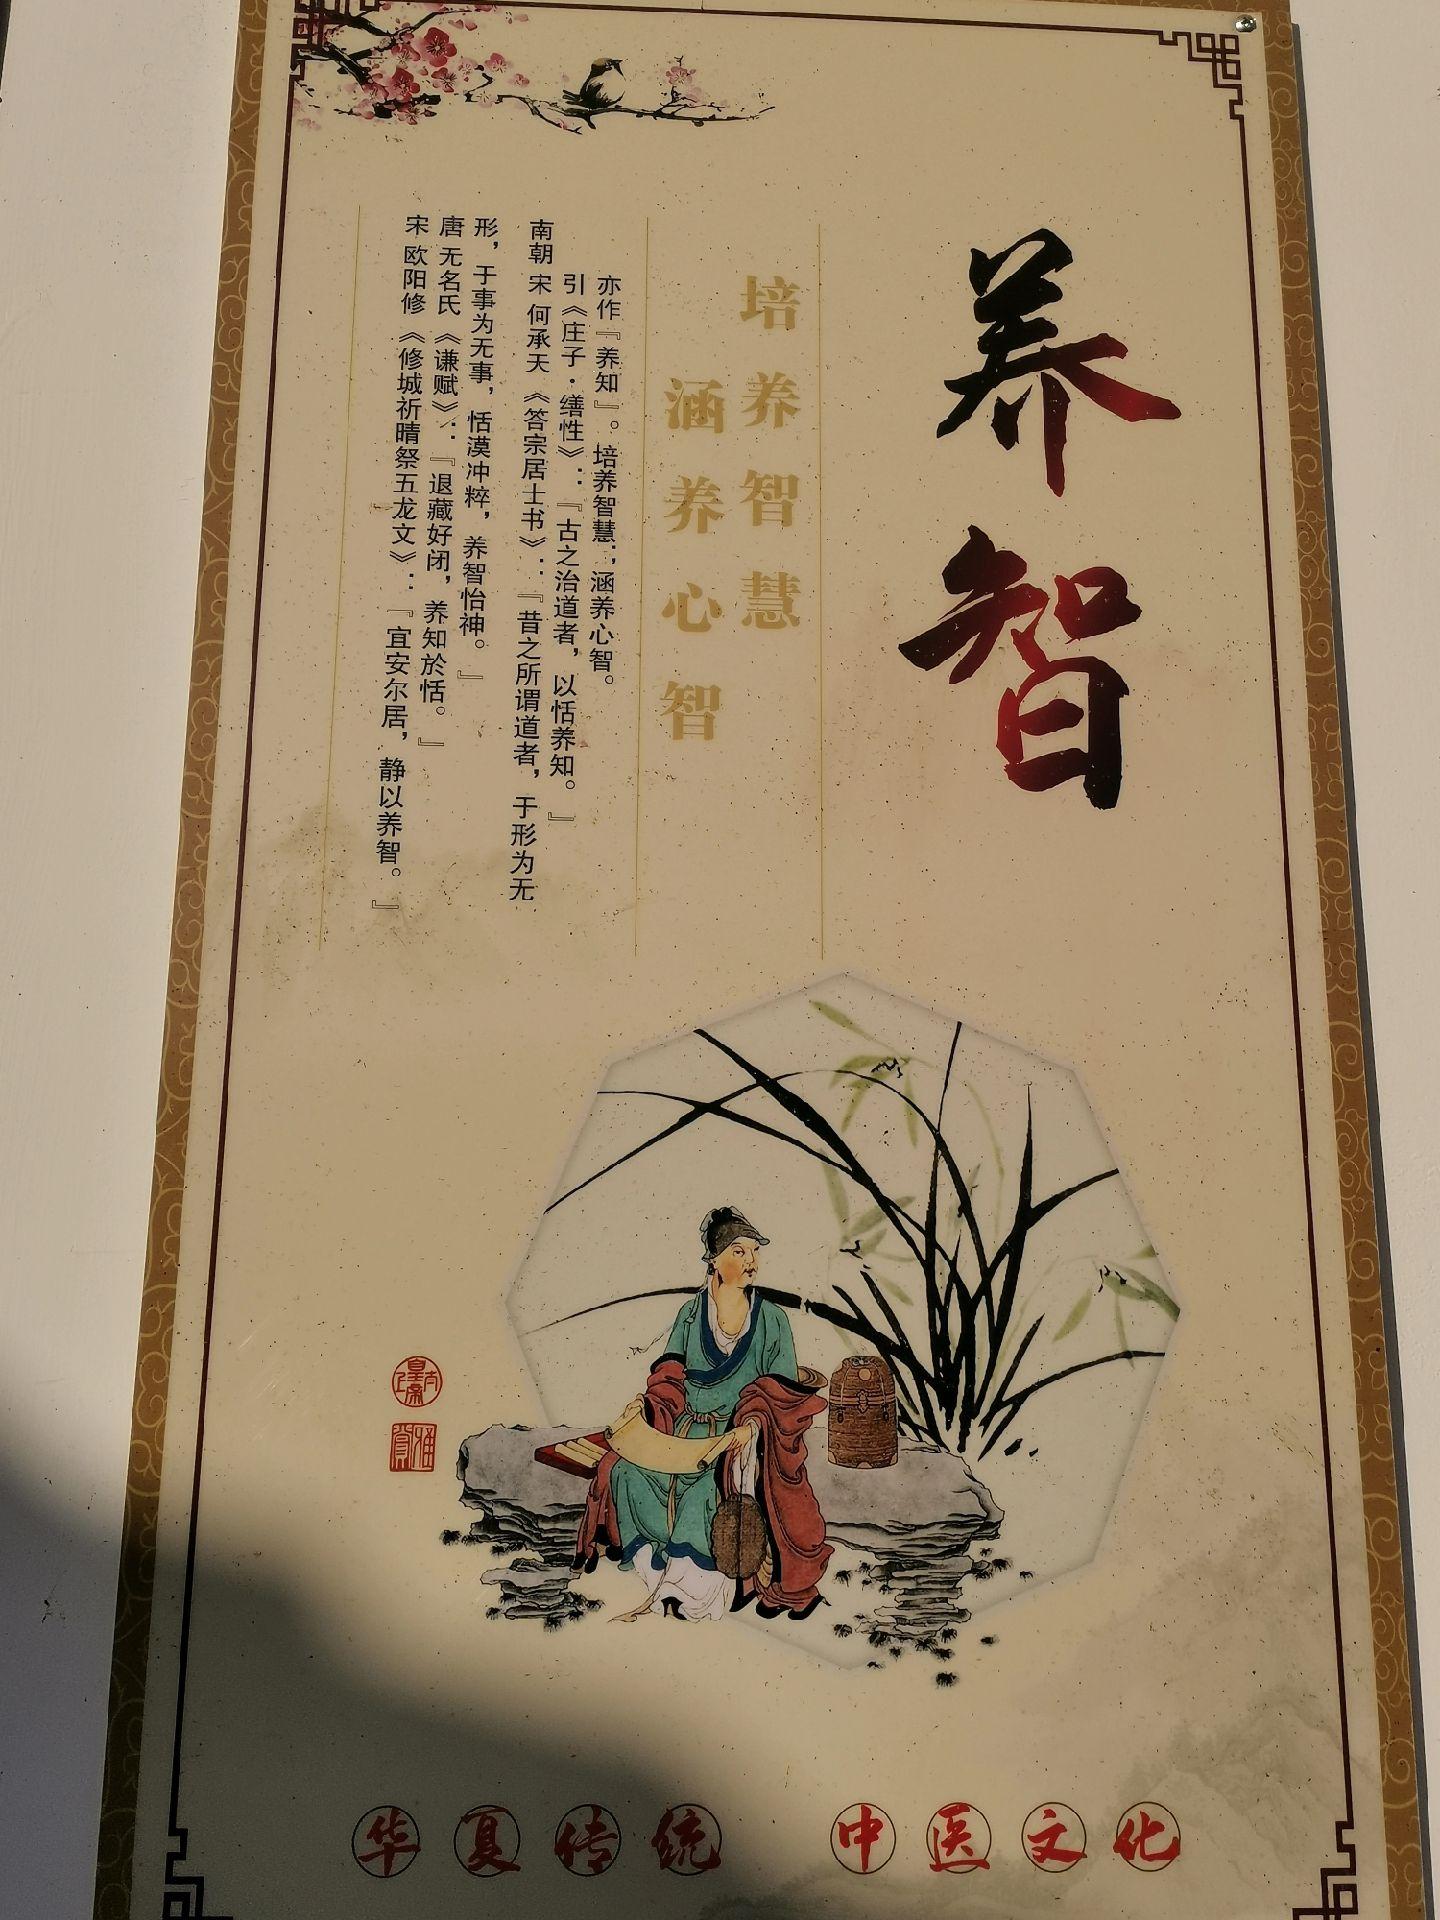 养智
培养智慧
涵养心智
亦作『养知』。培养智慧；涵养心智。
引《庄子·缮性》：『古之治道者，以恬养知。』
南朝 宋 何承天《答宗居士书》：『昔之所谓道者，于形为无
形，于事为无事，恬漠冲粹，养智怡神。』
唐 无名氏《谦赋》：『退藏好闭，养知於恬。』
宋 欧阳修《修城祈晴祭五龙文》：『宜安尔居，静以养智。』
雅赏
华夏传统 中医文化